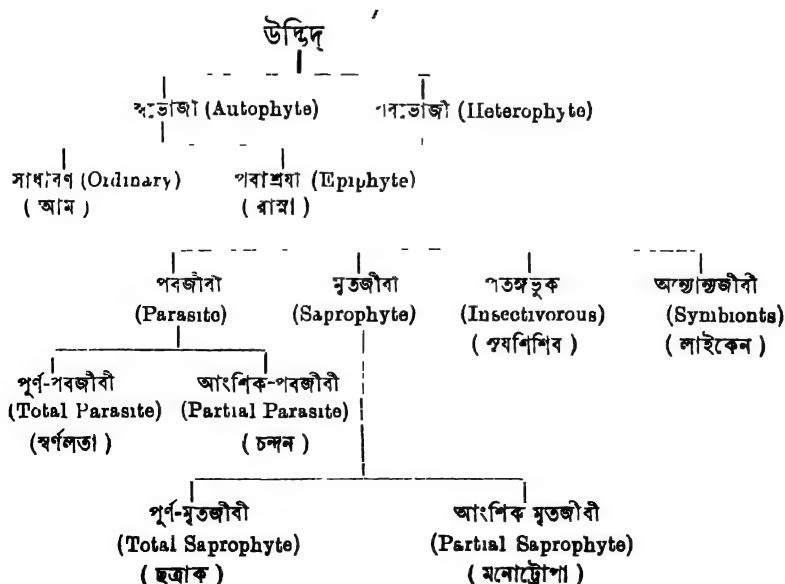 উদ্ভিদ্
স্বভোজী (Autophyte) পরভোজী (Heterophyte)
সাধারণ (Ordinary) পরাশ্রয়ী (Epiphyte)
( আম ) ( রাস্না )
পরজীবী মৃতজীবী পতঙ্গভুক অন্যোন্যজীবী
(Parasite) (Saprophyte) (Insectivorous) (Symbionts)
( সূর্যশিশির ) ( লাইকেন )
পূর্ণ-পরজীবী আংশিক-পরজীবী
(Total Parasite) (Partial Parasite)
(স্বর্ণলতা) ( চন্দন )
পূর্ণ-মৃতজীবী আংশিক মৃতজীবী
(Total Saprophyte) (Partial Saprophyte)
( ছত্রাক ) ( মনোট্রোপা )